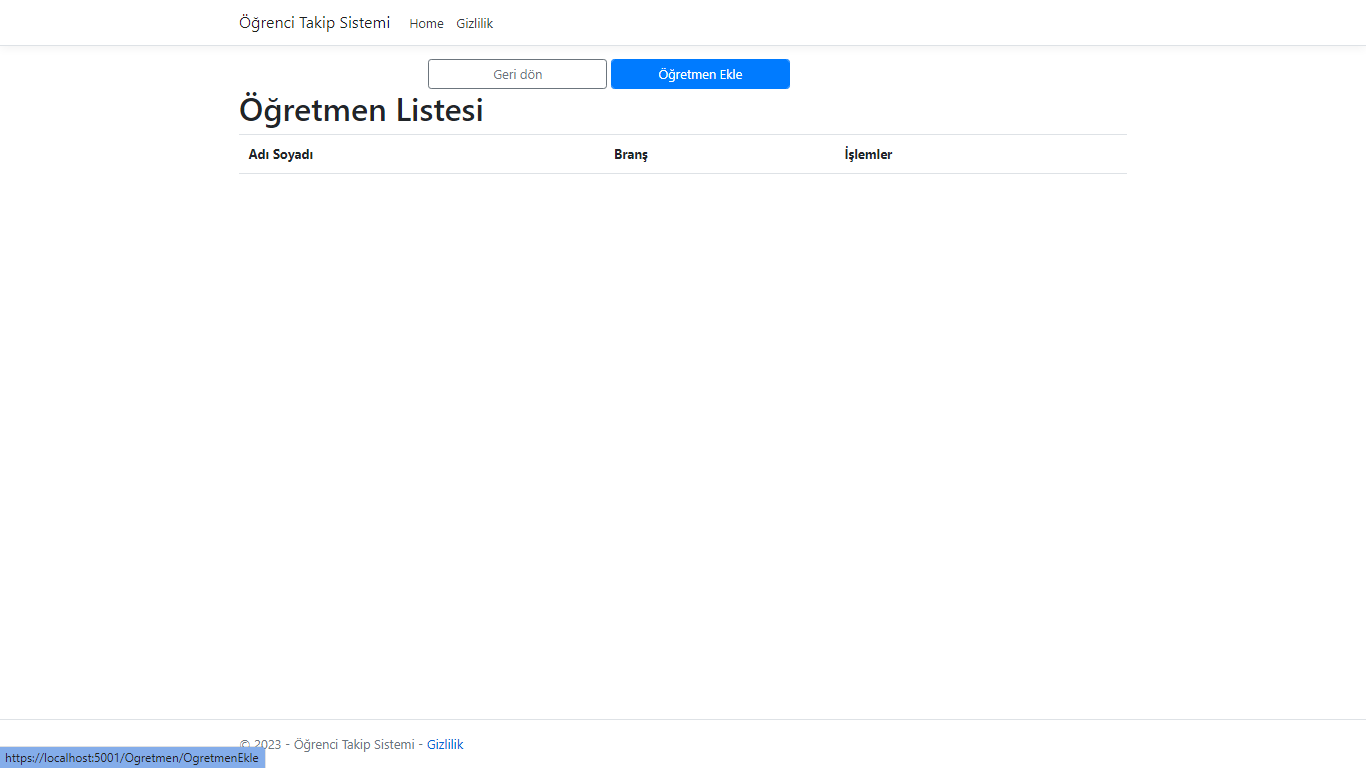 Öğrenci Takip Sistemi Home Gizlilik
Geri dön Öğretmen Ekle
Öğretmen Listesi
Adı Soyadı Branş İşlemler
© 2023 - Öğrenci Takip Sistemi - Gizlilik
https://localhost:5001/Ogretmen/OgretmenEkle